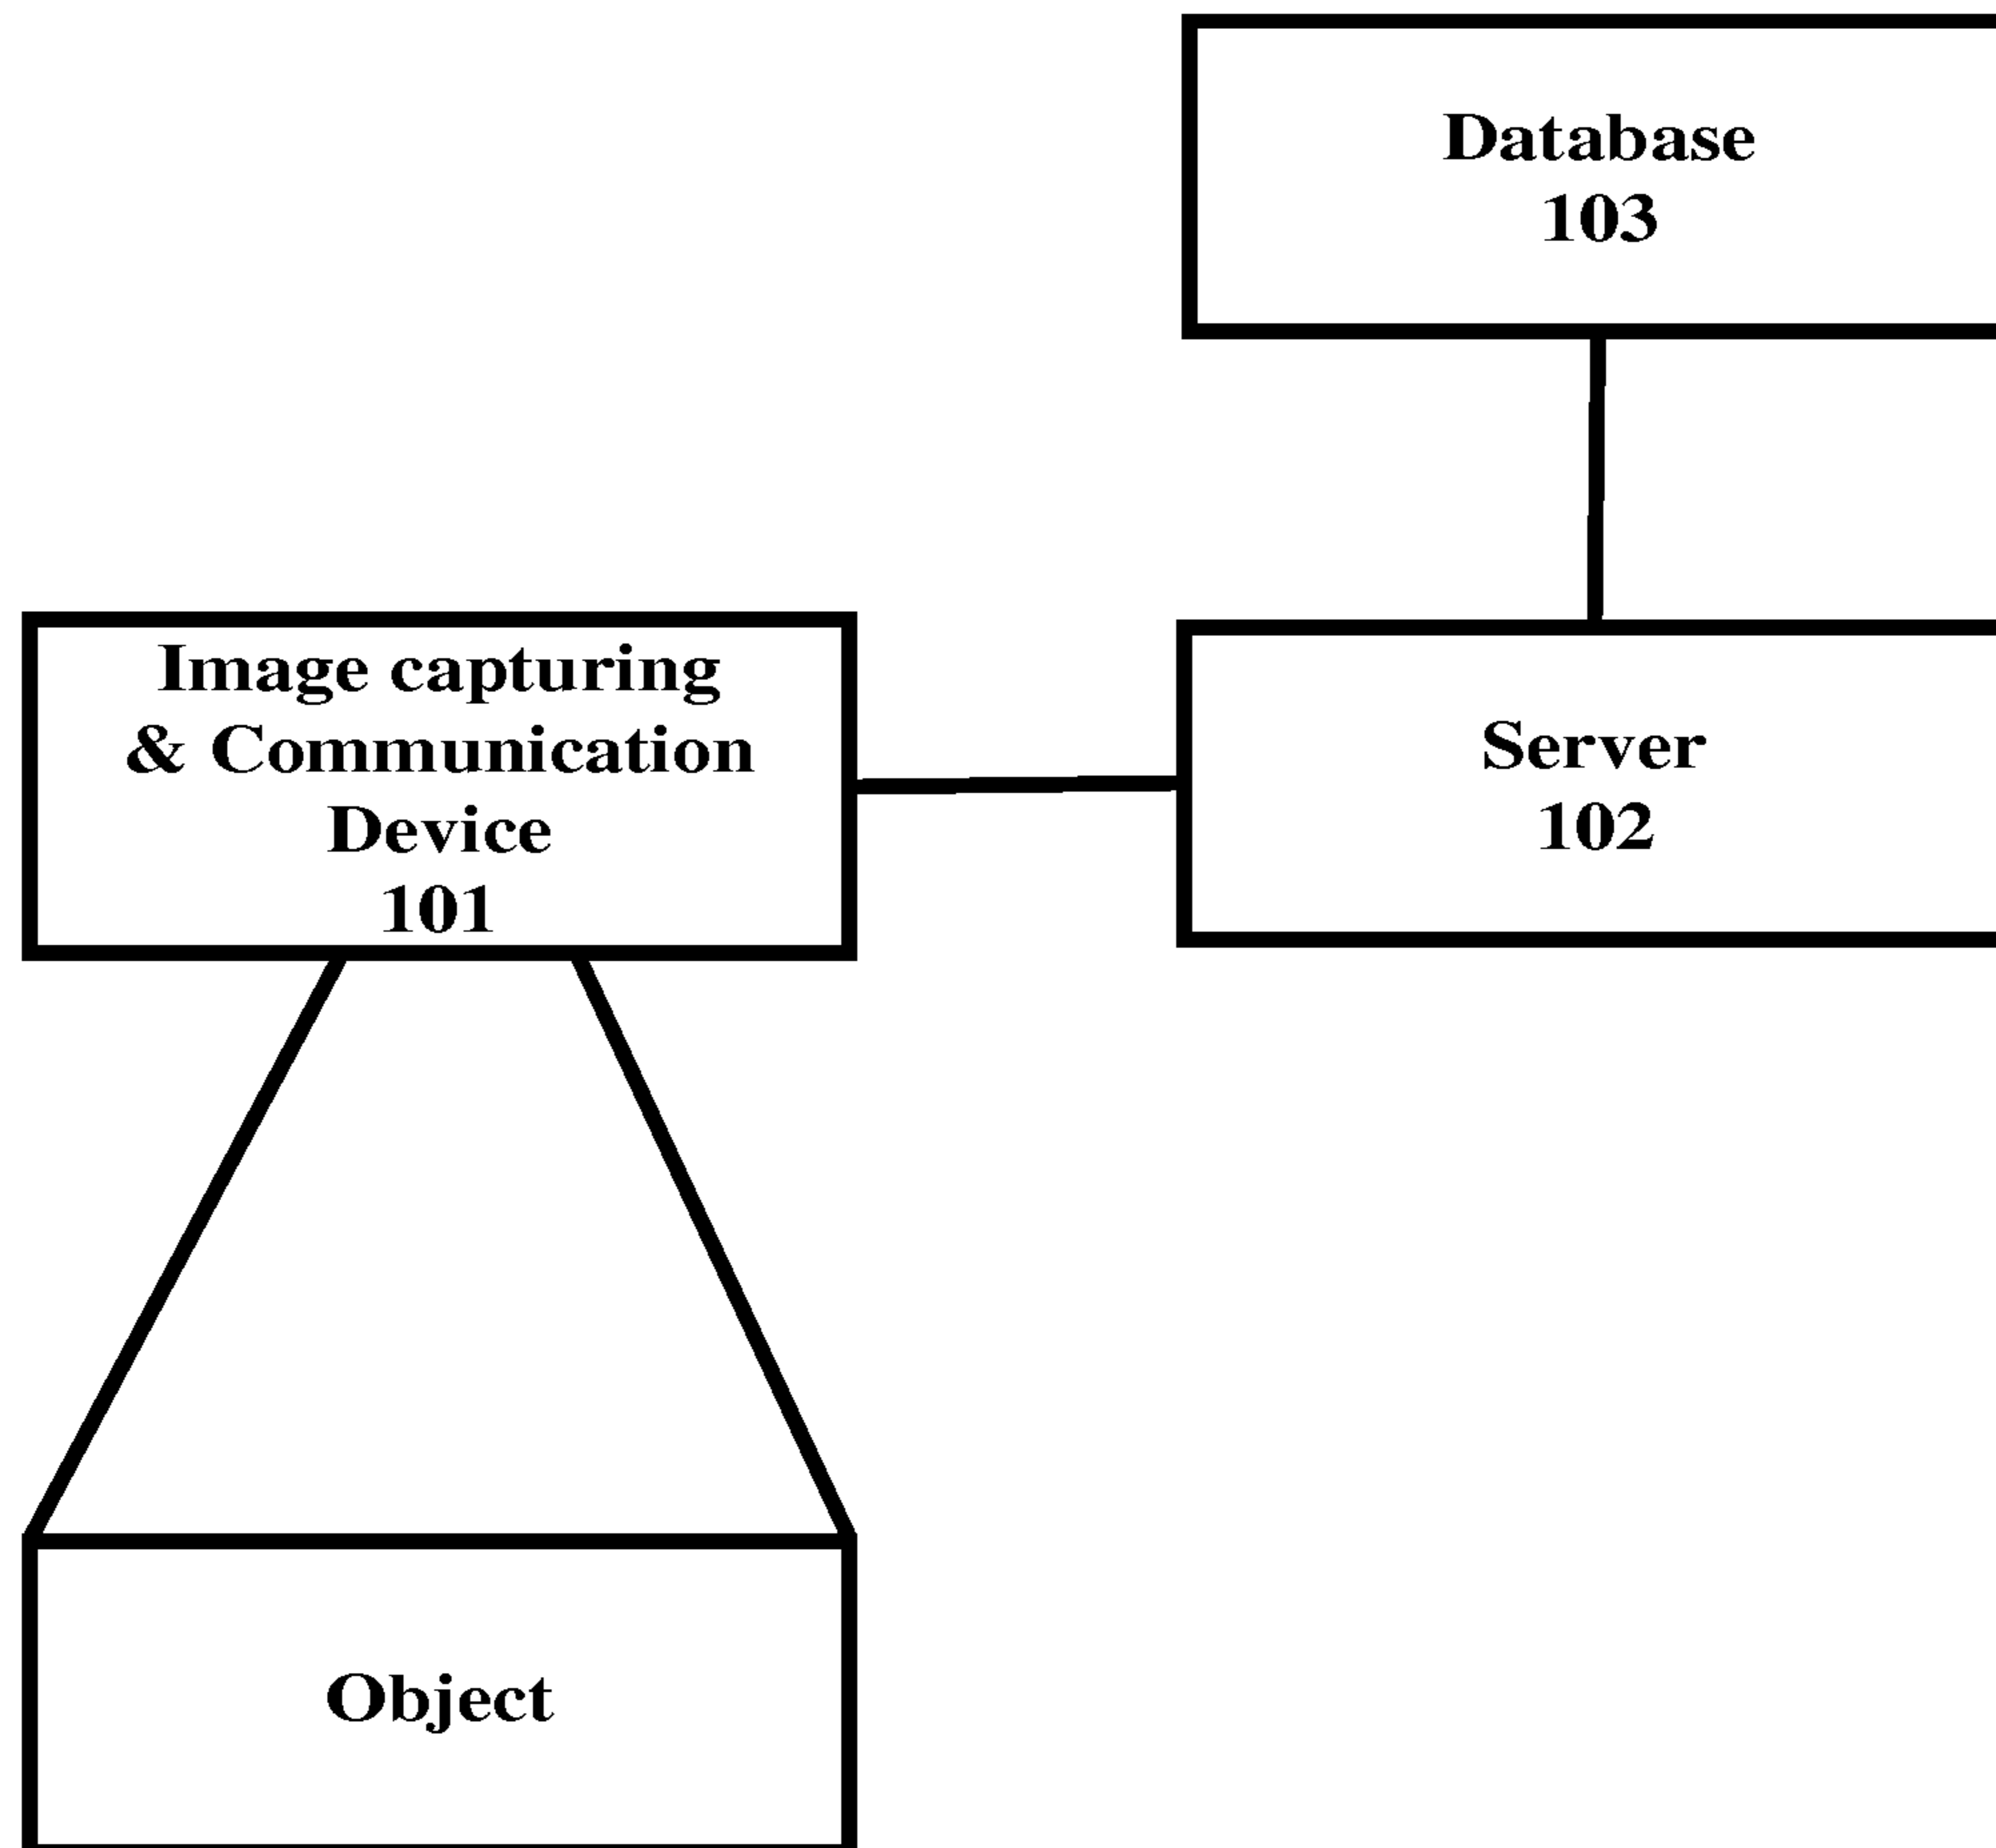 Database
103
Image capturing
& Communication
Device
101
Server
102
Object